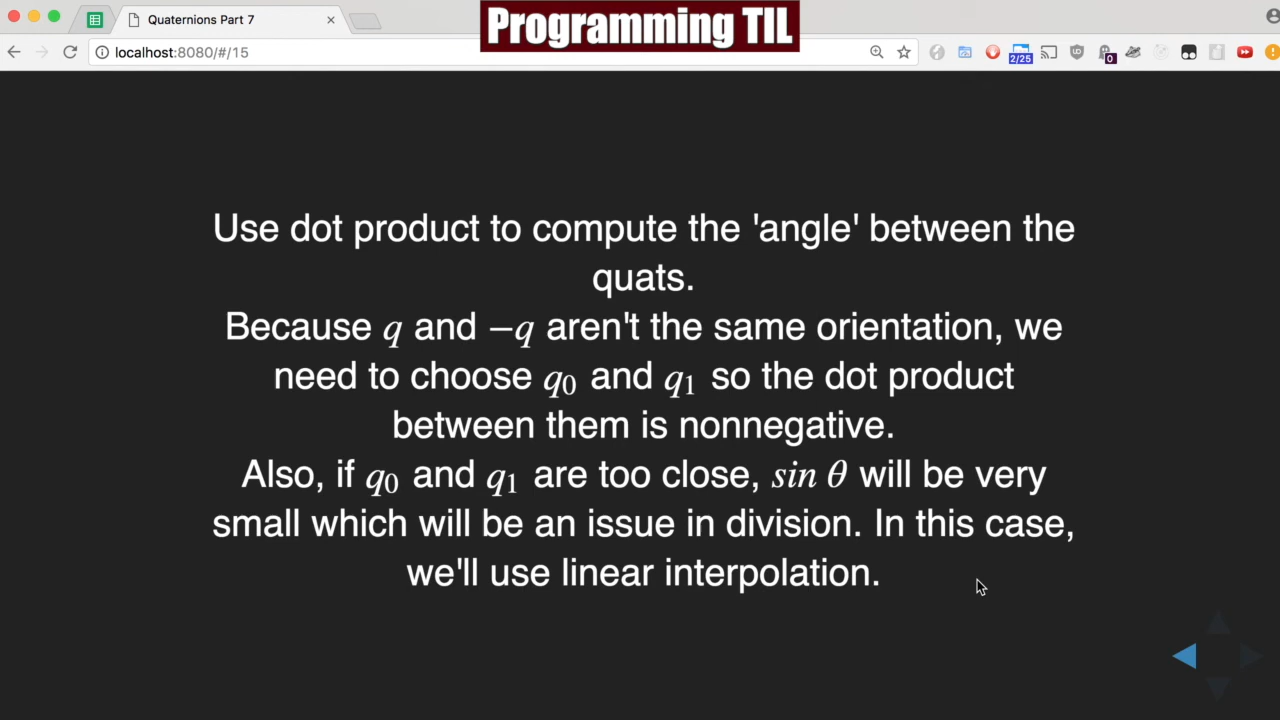 Quaternions Part 7
Programming TIL
localhost:8080/#/15
2/25
0
Use dot product to compute the 'angle' between the
quats.
Because q and −q aren't the same orientation, we
need to choose q₀ and q₁ so the dot product
between them is nonnegative.
Also, if q₀ and q₁ are too close, sin θ will be very
small which will be an issue in division. In this case,
we'll use linear interpolation.